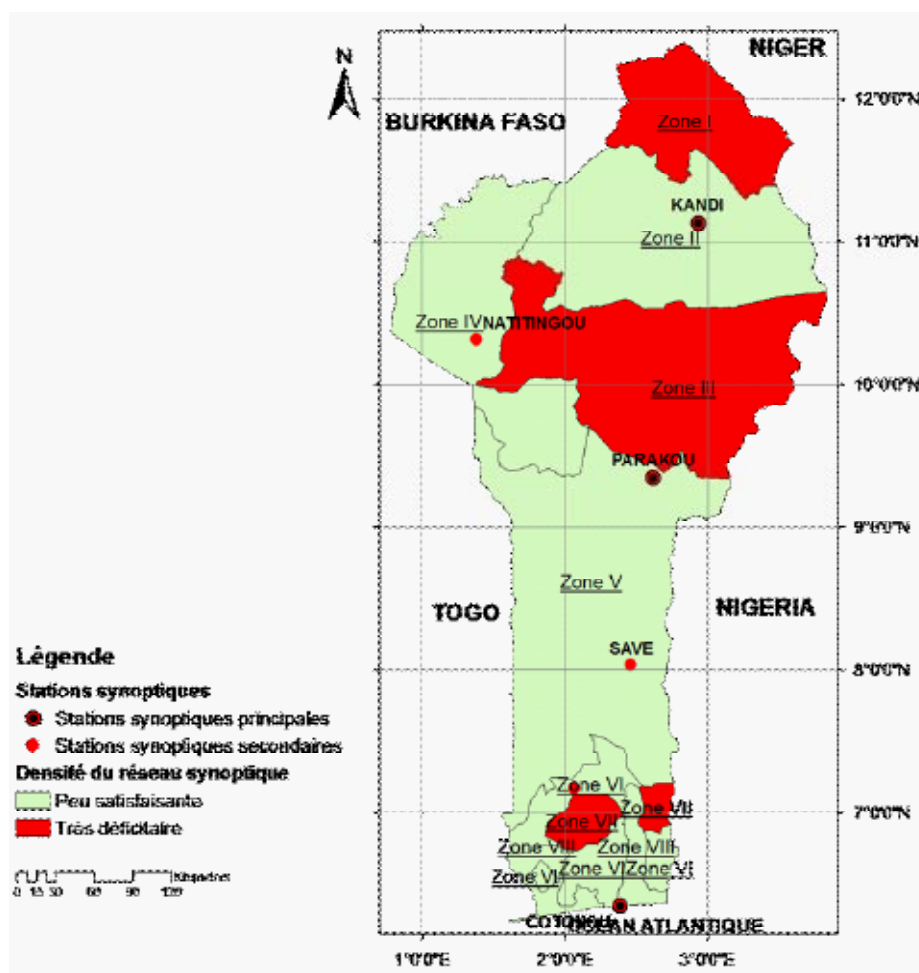 NIGER
N
12°0'0"N
BURKINA FASO
Zone I
KANDI
Zone II
11°0'0"N
Zone IV
NATITINGOU
Zone III
10°0'0"N
PARAKOU
9°0'0"N
Zone V
TOGO
NIGERIA
SAVE
8°0'0"N
Légende
Stations synoptiques
Stations synoptiques principales
Stations synoptiques secondaires
Densité du réseau synoptique
Peu satisfaisante
Très déficitaire
Zone VI
Zone VII
7°0'0"N
Zone VII
Zone VIII
Zone VIII
Zone VI
Zone VI
Zone VI
0 15 30 60 90 120
COTONOU
OCEAN ATLANTIQUE
1°0'0"E
2°0'0"E
3°0'0"E